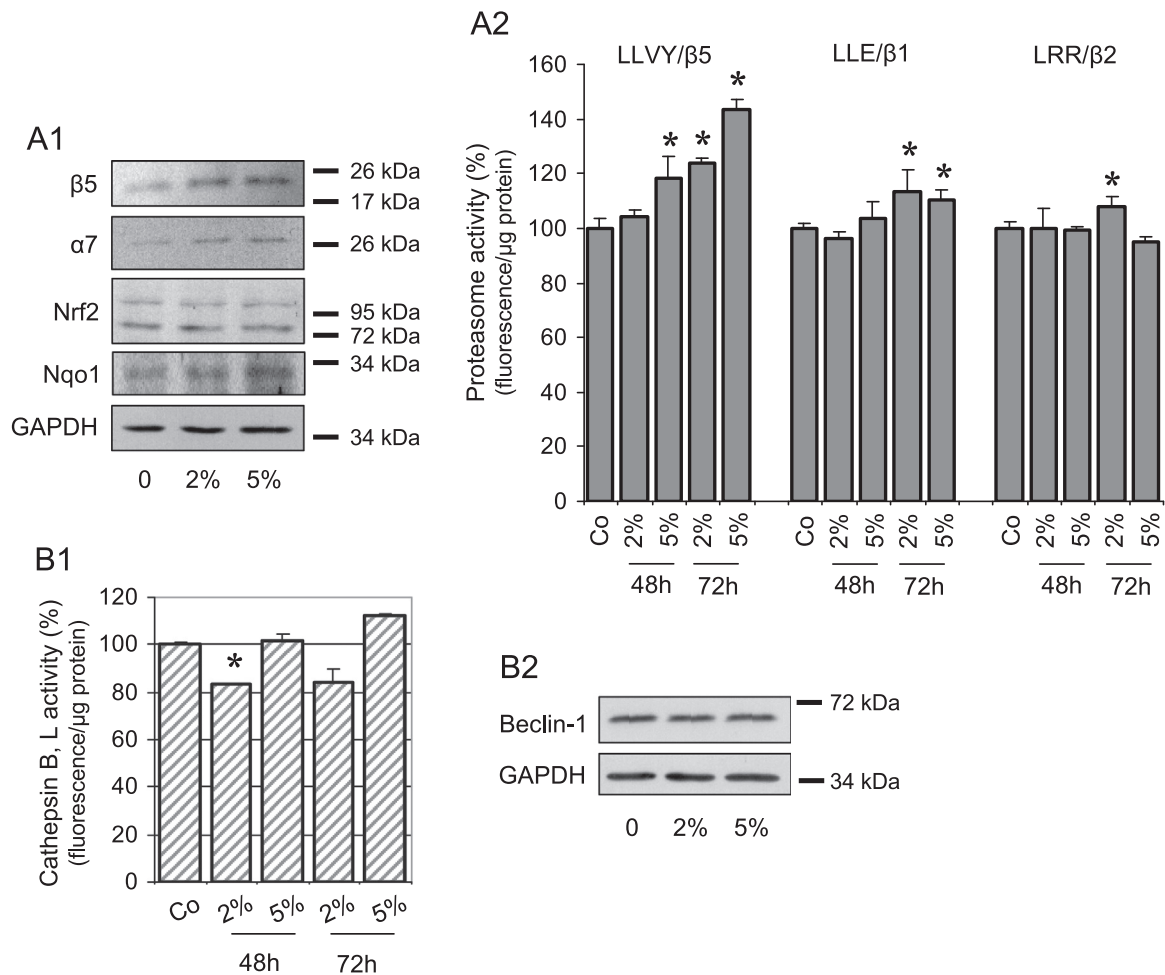 A1
β5
26 kDa
17 kDa
α7
26 kDa
Nrf2
95 kDa
72 kDa
Nqo1
34 kDa
GAPDH
34 kDa
0 2% 5%
A2
LLVY/β5 LLE/β1 LRR/β2
Proteasome activity (%)
(fluorescence/µg protein)
160
140
120
100
80
60
40
20
0
* * * * * *
Co 2% 5% 2% 5% Co 2% 5% 2% 5% Co 2% 5% 2% 5%
48h 72h 48h 72h 48h 72h
B1
Cathepsin B, L activity (%)
(fluorescence/µg protein)
120
100
80
60
40
20
0
*
Co 2% 5% 2% 5%
48h 72h
B2
Beclin-1
72 kDa
GAPDH
34 kDa
0 2% 5%